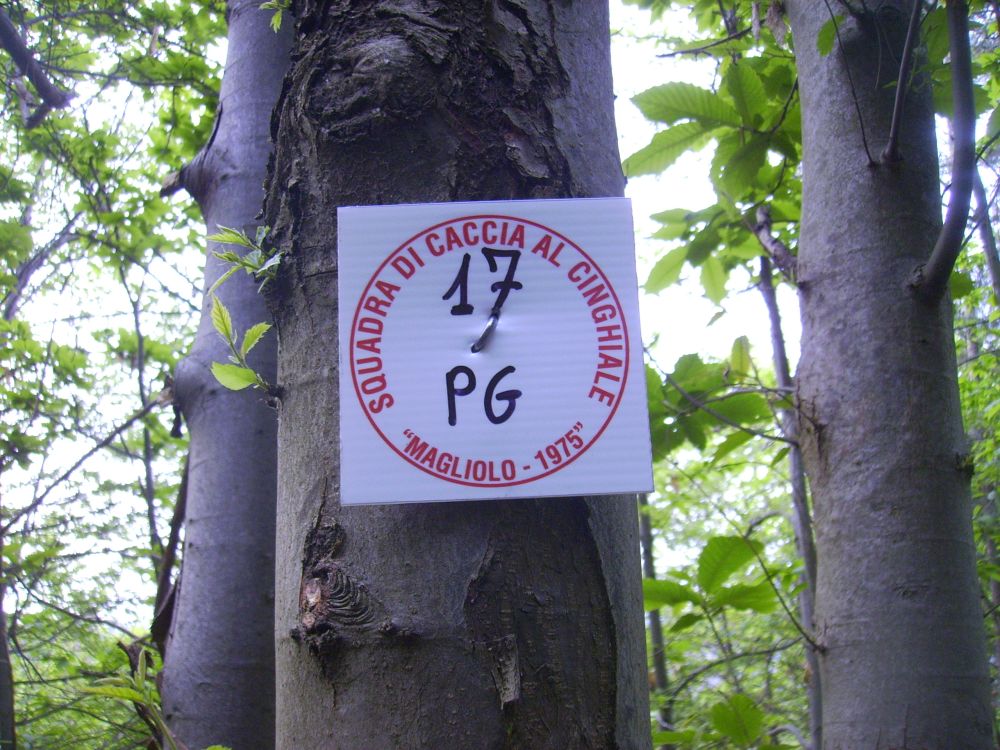 SQUADRA DI CACCIA AL CINGHIALE
17
PG
"MAGLIOLO - 1975"